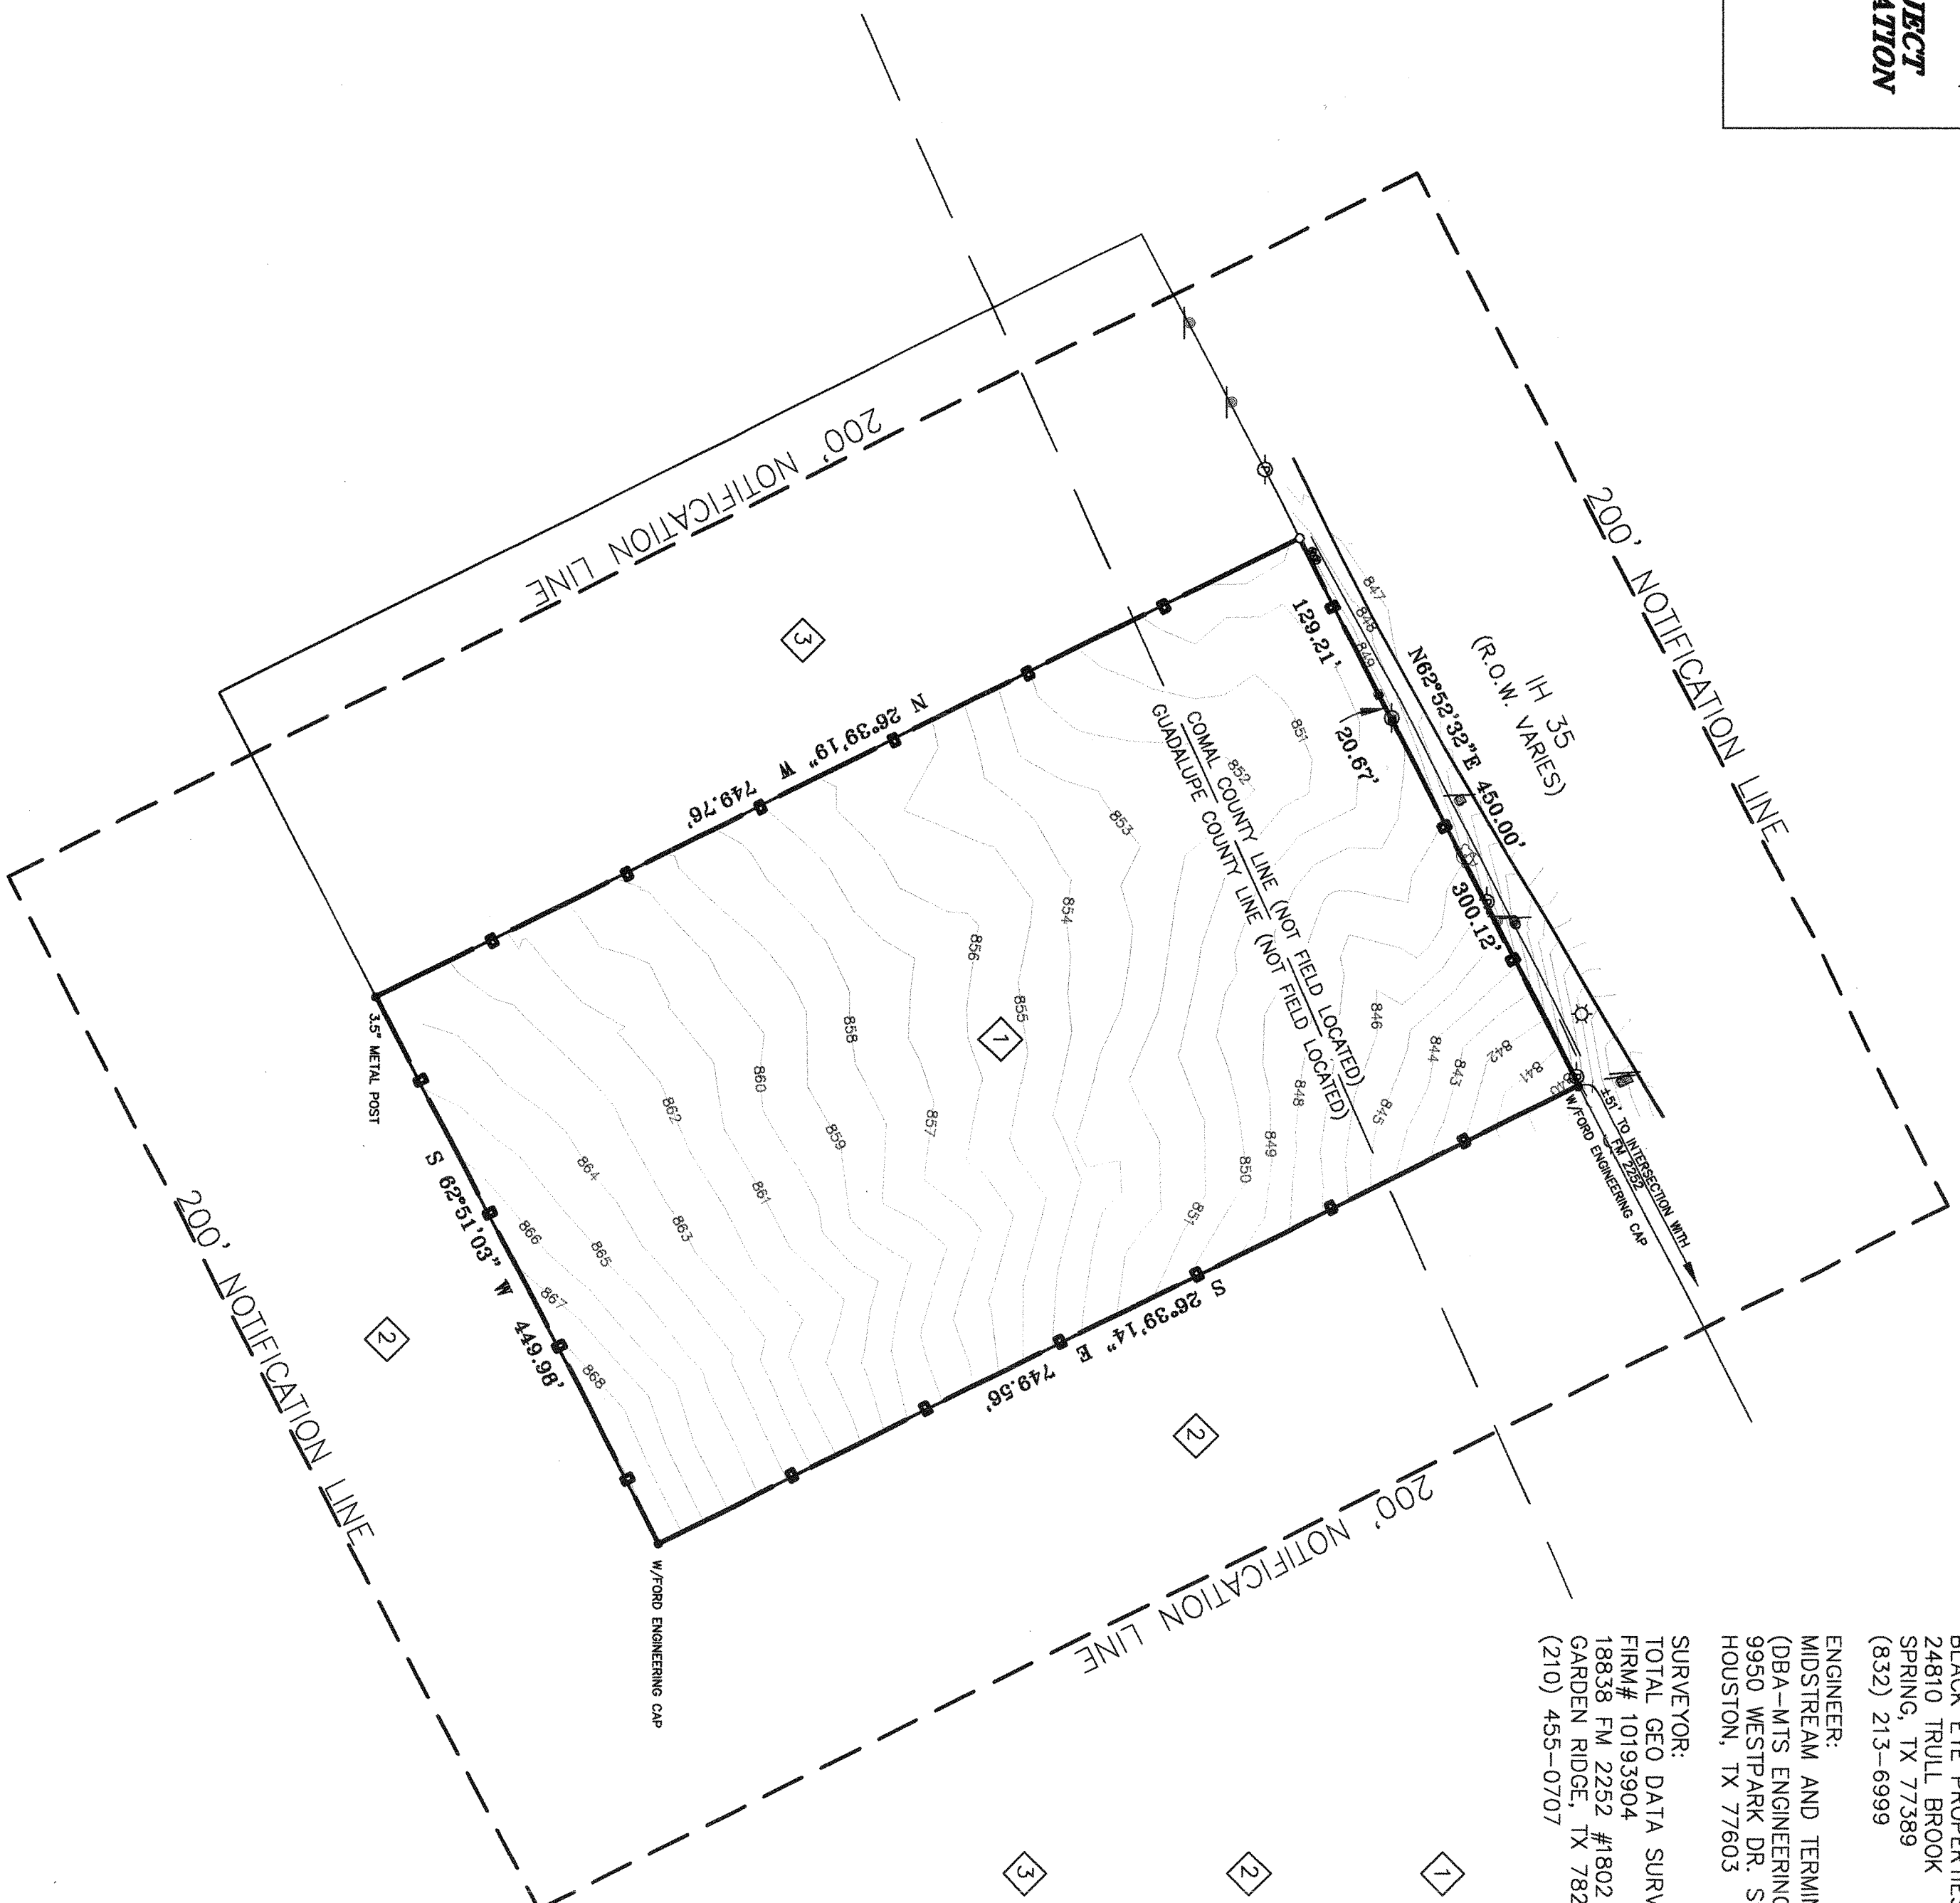 200' NOTIFICATION LINE
IH 35
(R.O.W. VARIES)
N62°52'32"E 450.00'
129.21'
20.67'
300.12'
847
848
849
851
852
853
854
856
855
858
857
860
859
862
861
864
863
866
865
867
868
846
844
843
842
841
840
848
845
849
850
851
COMAL COUNTY LINE (NOT FIELD LOCATED)
GUADALUPE COUNTY LINE (NOT FIELD LOCATED)
±51' TO INTERSECTION WITH
FM 2252
W/FORD ENGINEERING CAP
200' NOTIFICATION LINE
3
N 26°39'19" W 749.76'
1
S 26°39'14" E 749.56'
2
200' NOTIFICATION LINE
3.5" METAL POST
S 62°51'03" W 449.98'
W/FORD ENGINEERING CAP
2
200' NOTIFICATION LINE
24810 TRULL BROOK
SPRING, TX 77389
(832) 213-6999
ENGINEER:
MIDSTREAM AND
(DBA-MTS
9950 WESTPARK DR.
HOUSTON, TX 77603
SURVEYOR:
TOTAL GEO DATA
FIRM# 10193904
18838 FM 2252 #1802
GARDEN RIDGE, TX
(210) 455-0707
1
2
3